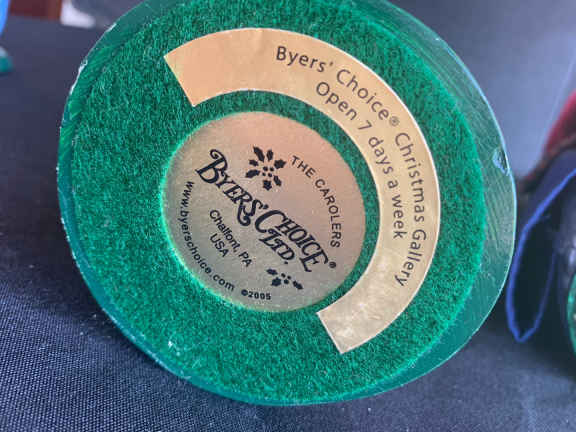 Byers' Choice® Christmas Gallery
Open 7 days a week
THE CAROLERS
BYERS' CHOICE
LTD.®
Chalfont, PA
USA
www.byerschoice.com ©2005